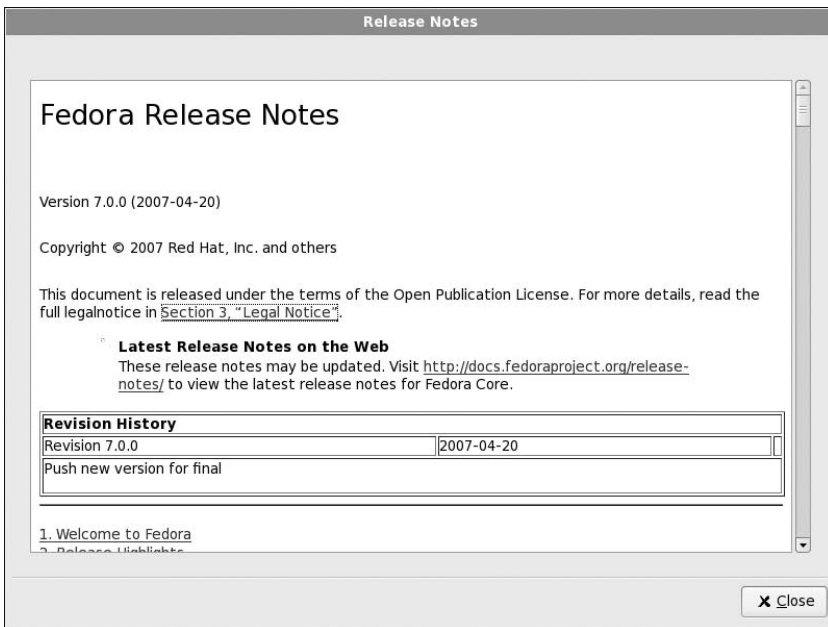 Release Notes
Fedora Release Notes
Version 7.0.0 (2007-04-20)
Copyright © 2007 Red Hat, Inc. and others
This document is released under the terms of the Open Publication License. For more details, read the
full legalnotice in Section 3, “Legal Notice”.
Latest Release Notes on the Web
These release notes may be updated. Visit http://docs.fedoraproject.org/release-
notes/ to view the latest release notes for Fedora Core.
Revision History
Revision 7.0.0 2007-04-20
Push new version for final
1. Welcome to Fedora
2. Release Highlights
Close